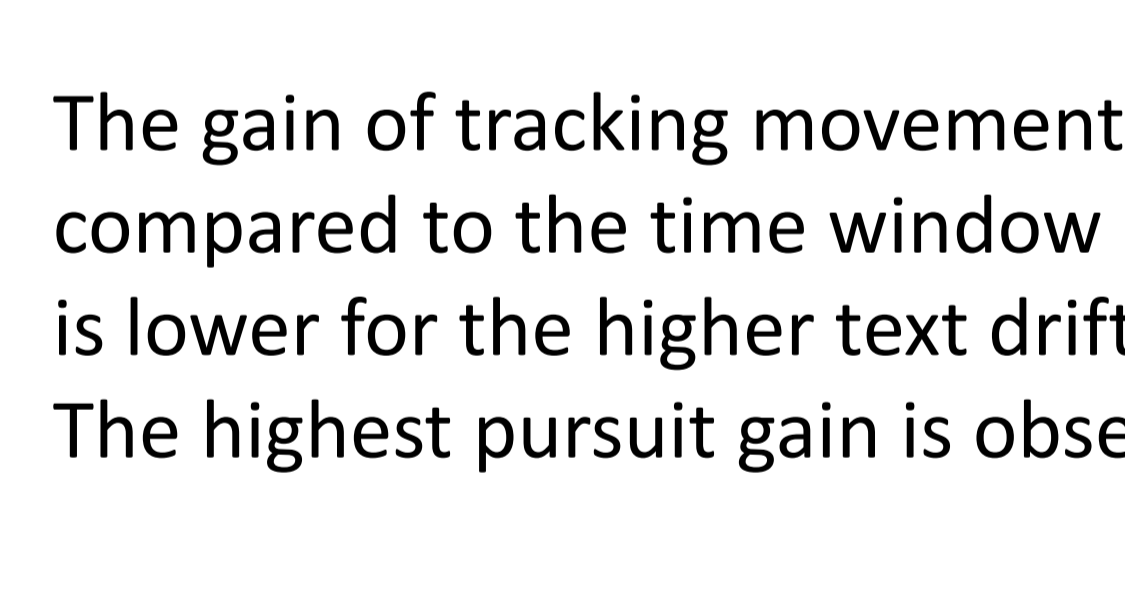 The gain of tracking movement
compared to the time window
is lower for the higher text drift
The highest pursuit gain is obse